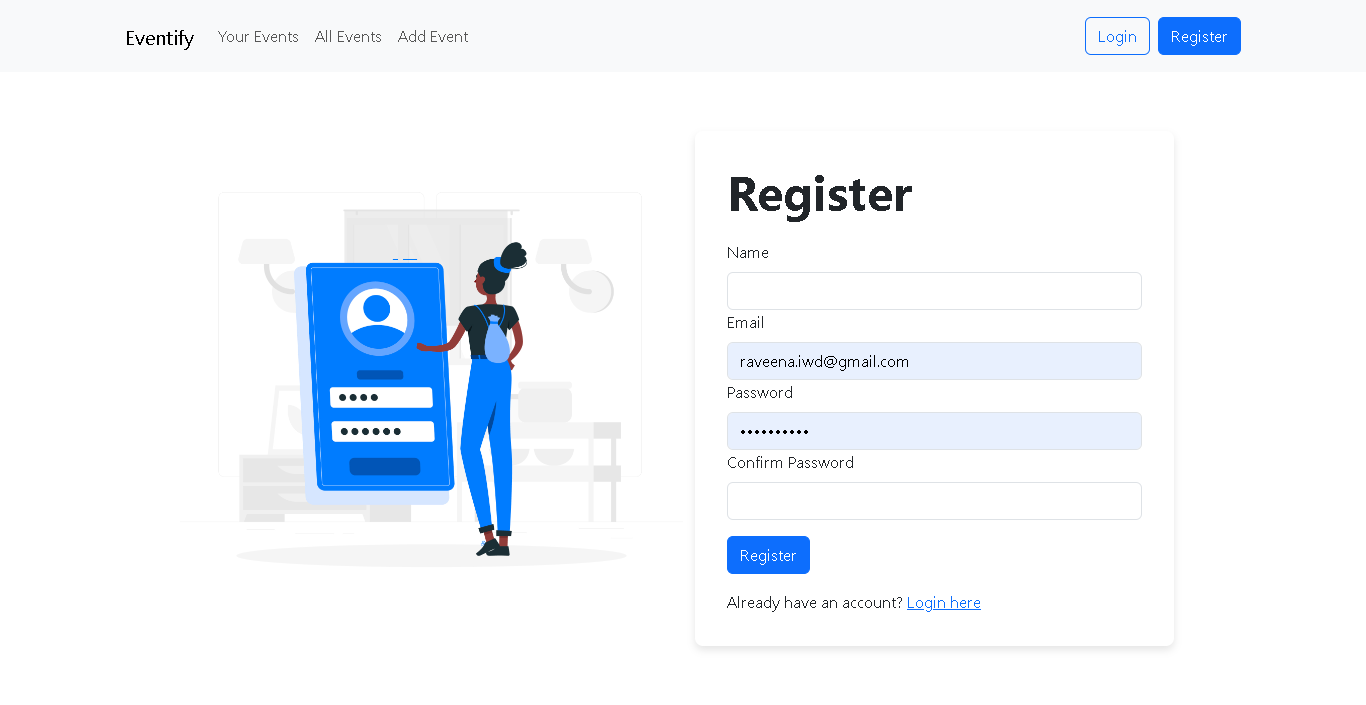 Eventify Your Events All Events Add Event Login Register
Register
Name
Email
raveena.iwd@gmail.com
Password
••••••••••
Confirm Password
Register
Already have an account? Login here